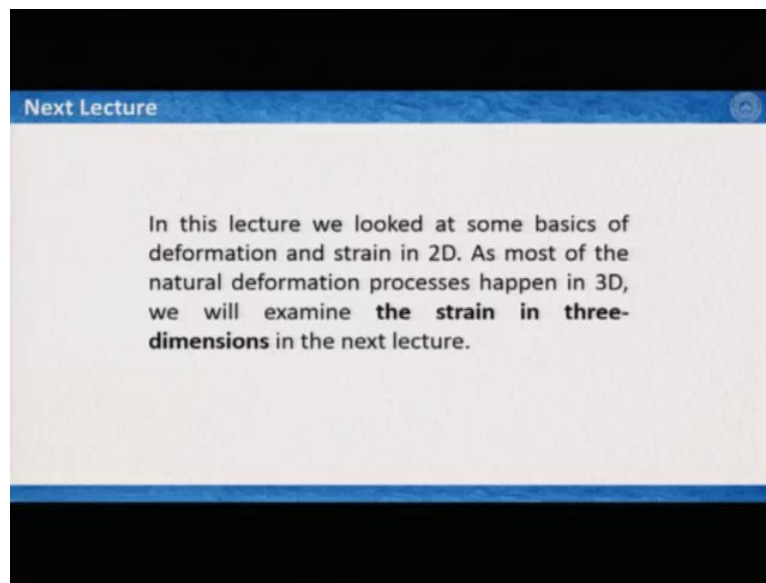 Next Lecture
In this lecture we looked at some basics of
deformation and strain in 2D. As most of the
natural deformation processes happen in 3D,
we will examine the strain in three-
dimensions in the next lecture.